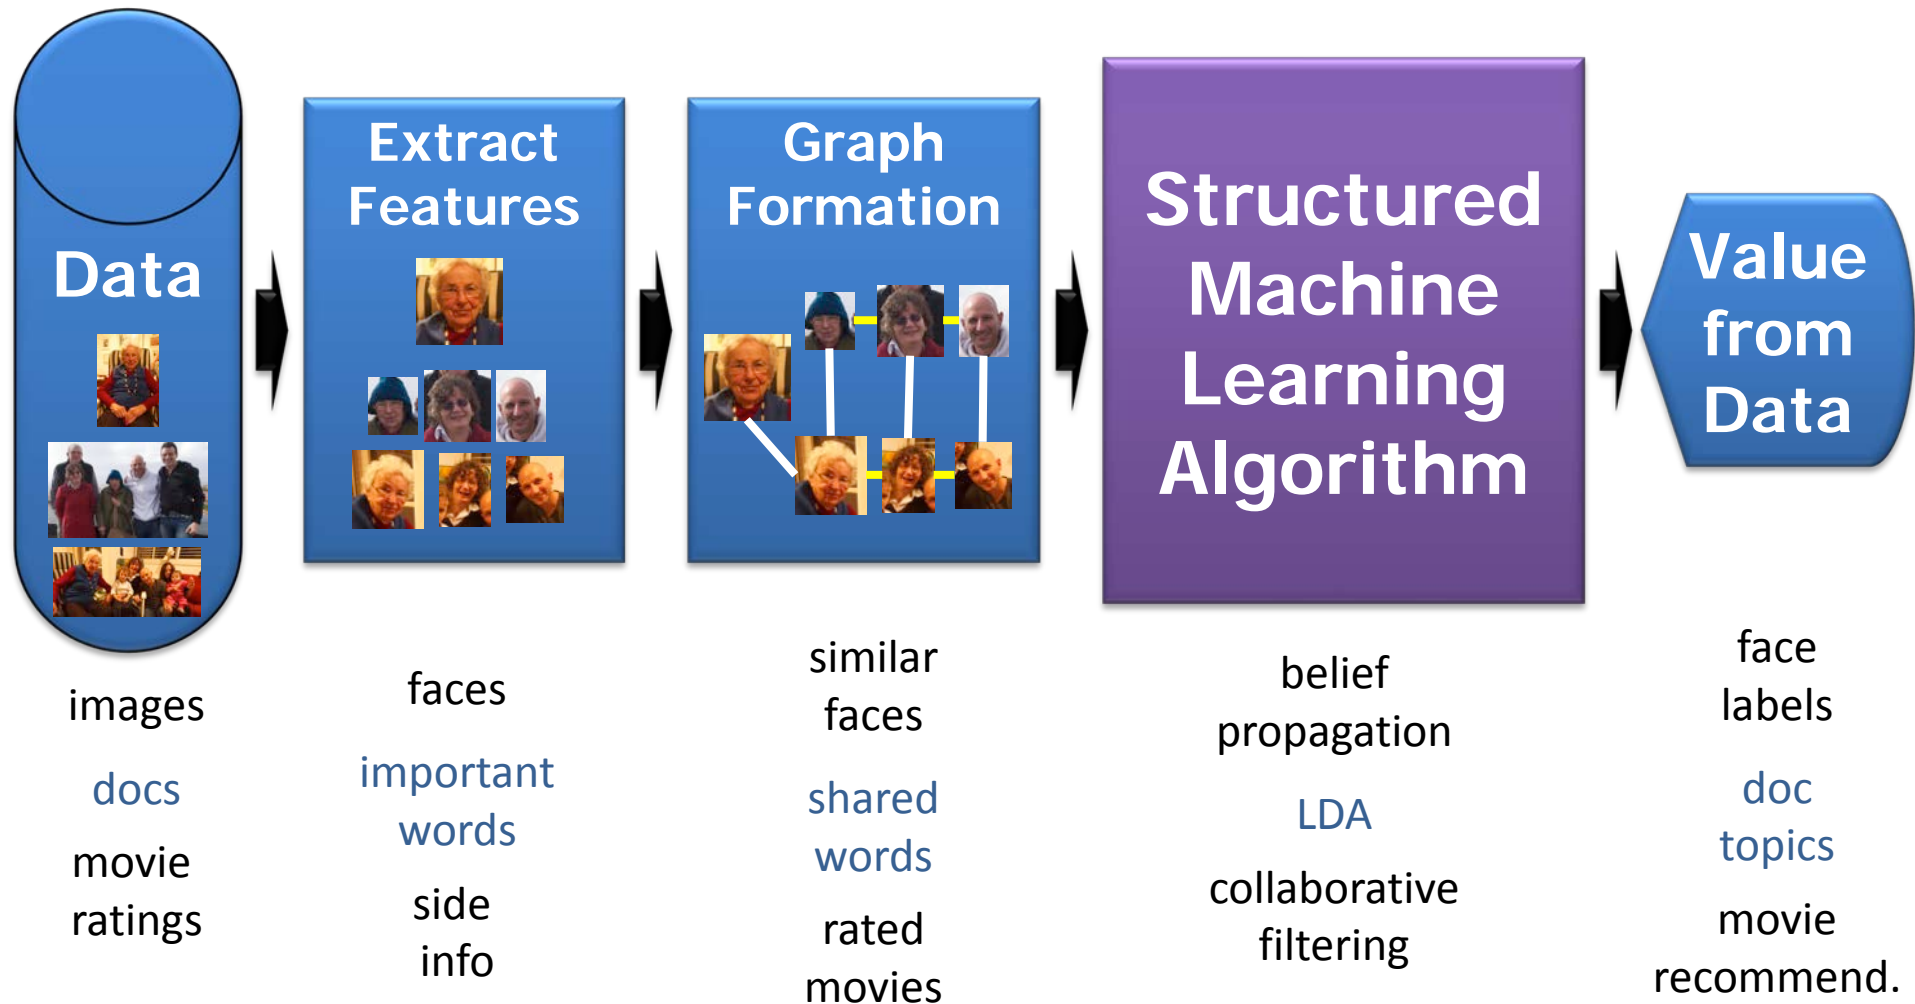 Data
Extract
Features
Graph
Formation
Structured
Machine
Learning
Algorithm
Value
from
Data
images
docs
movie
ratings
faces
important
words
side
info
similar
faces
shared
words
rated
movies
belief
propagation
LDA
collaborative
filtering
face
labels
doc
topics
movie
recommend.